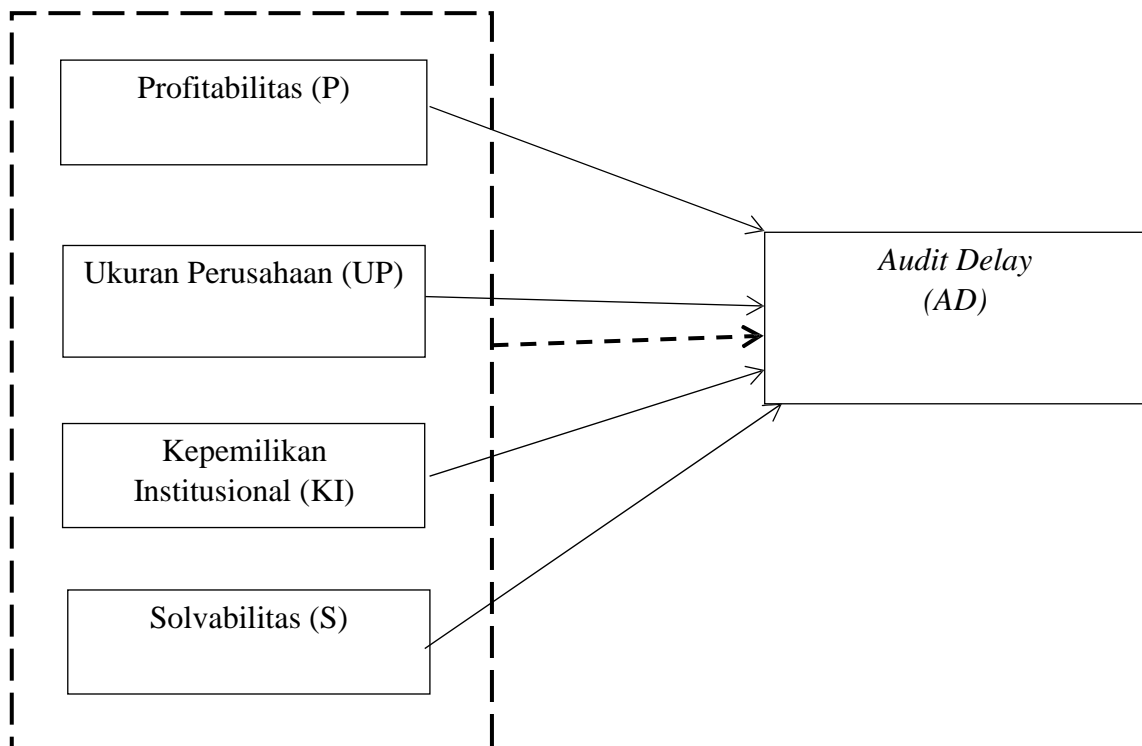 Profitabilitas (P)
Ukuran Perusahaan (UP)
Kepemilikan
Institusional (KI)
Solvabilitas (S)
Audit Delay
(AD)